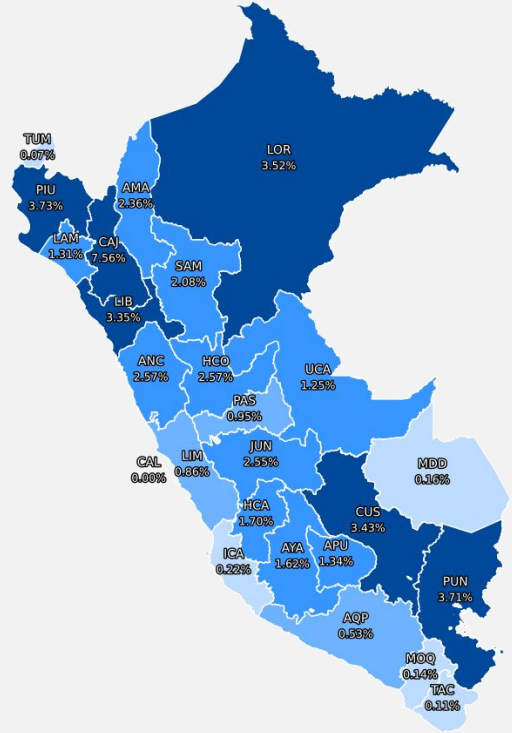 TUM
0.07%
LOR
3.52%
PIU
3.73%
AMA
2.36%
LAM
1.31%
CAJ
7.56%
SAM
2.08%
LIB
3.35%
ANC
2.57%
HCO
2.57%
UCA
1.25%
PAS
0.95%
JUN
2.55%
CAL
0.00%
LIM
0.86%
MDD
0.16%
HCA
1.70%
CUS
3.43%
ICA
0.22%
AYA
1.62%
APU
1.34%
PUN
3.71%
AQP
0.53%
MOQ
0.14%
TAC
0.11%